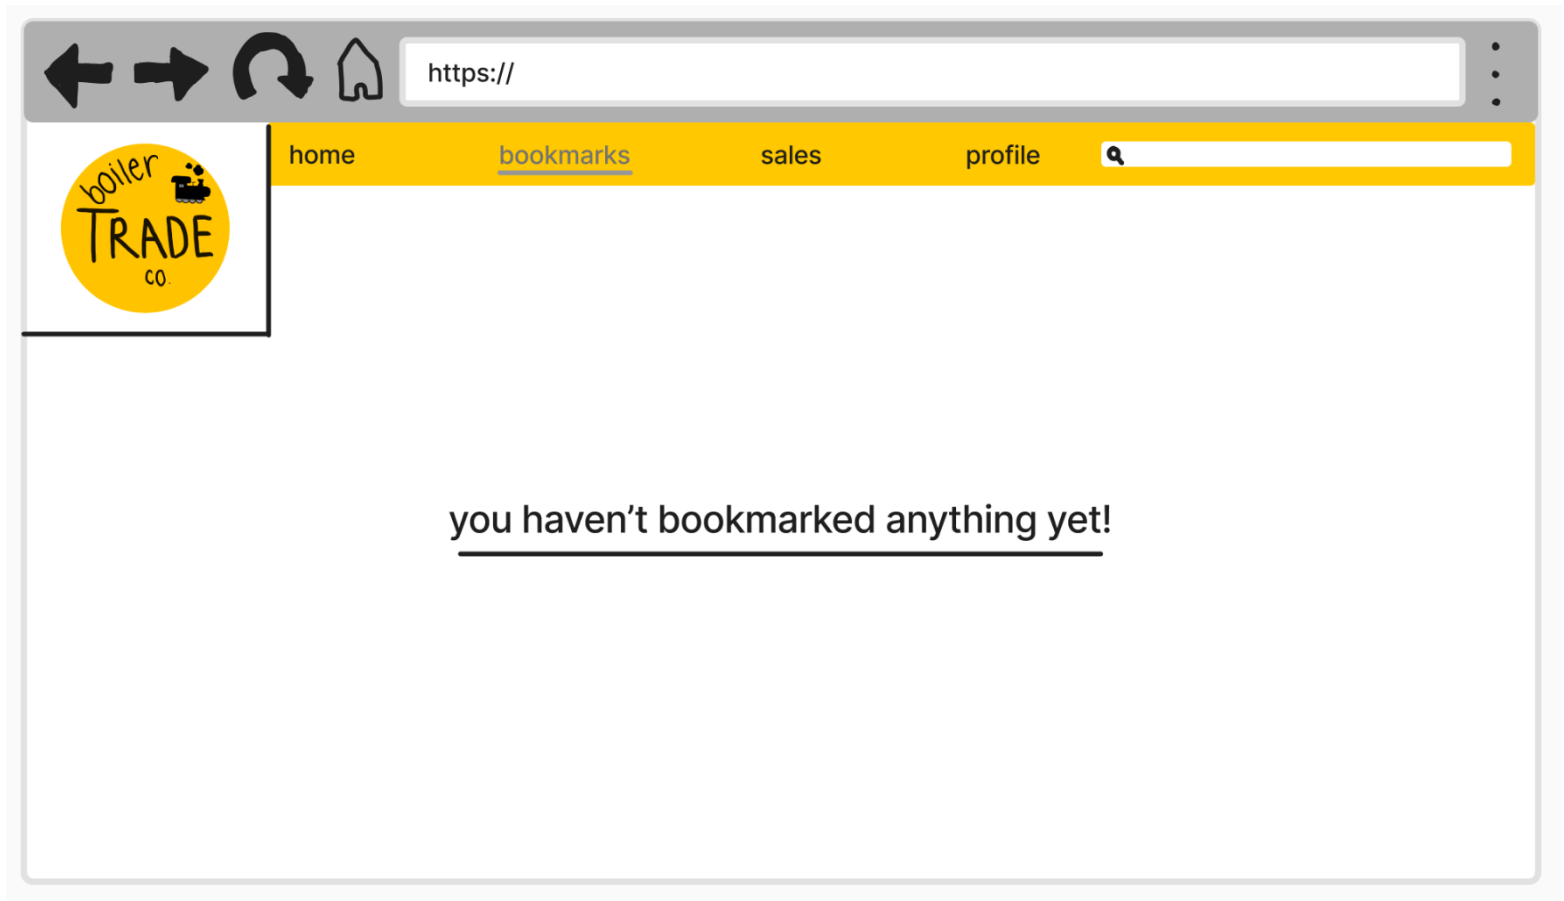 https://
home bookmarks sales profile
boiler
TRADE
co.
you haven’t bookmarked anything yet!